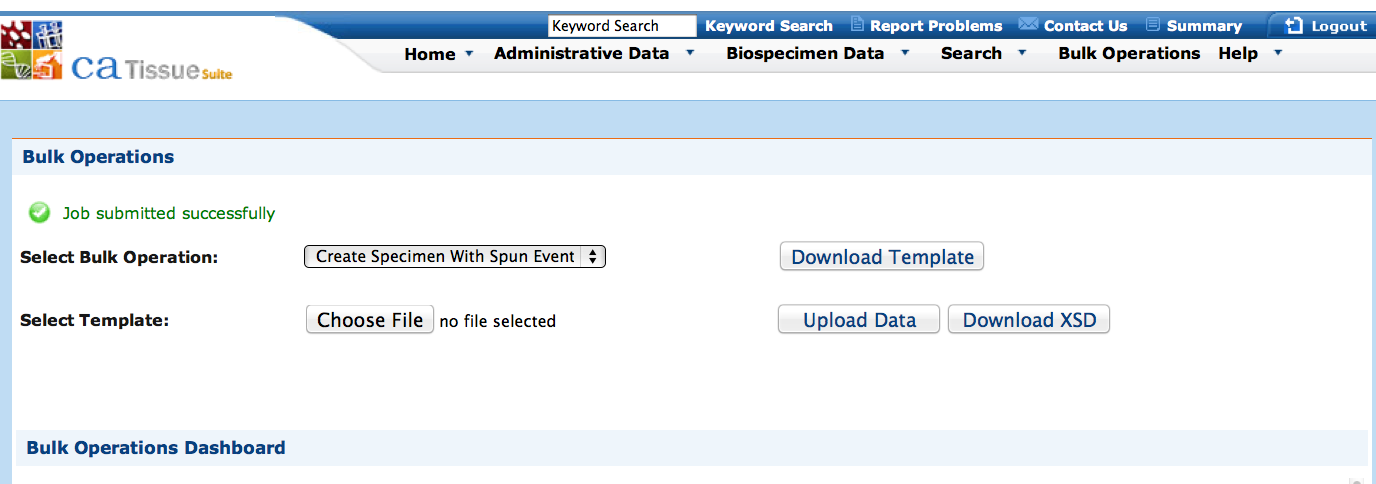 Keyword Search Keyword Search Report Problems Contact Us Summary Logout
Home Administrative Data Biospecimen Data Search Bulk Operations Help
ca Tissue Suite
Bulk Operations
Job submitted successfully
Select Bulk Operation: Create Specimen With Spun Event Download Template
Select Template: Choose File no file selected Upload Data Download XSD
Bulk Operations Dashboard